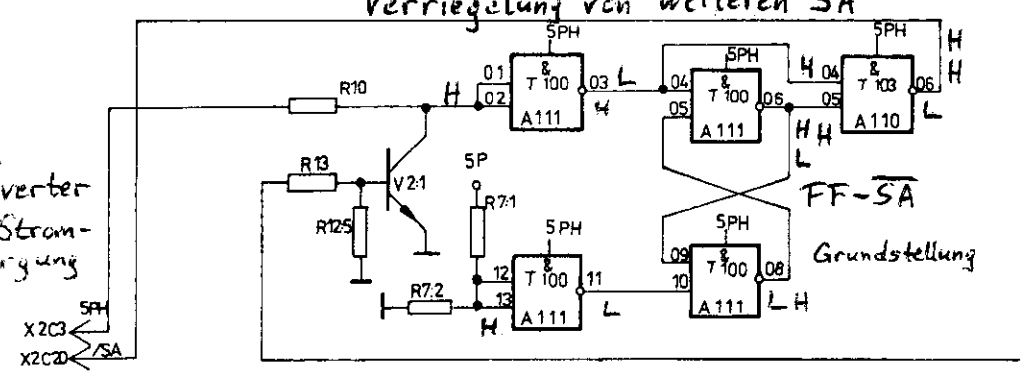 Verriegelung von weiteren SA
5PH
5PH
5PH
H
H
R10
H
01
02
&
T 100
03
A111
L
H
04
05
&
T 100
06
A111
H
04
05
&
T 103
06
A110
L
H
H
L
R13
V2:1
5P
R7:1
FF-SA
verter
Strom-
rgung
R12:5
5PH
5PH
Grundstellung
12
13
&
T 100
11
A111
L
09
10
&
T 100
08
A111
L H
R7:2
H
5PH
X2C3
X2C20
/SA